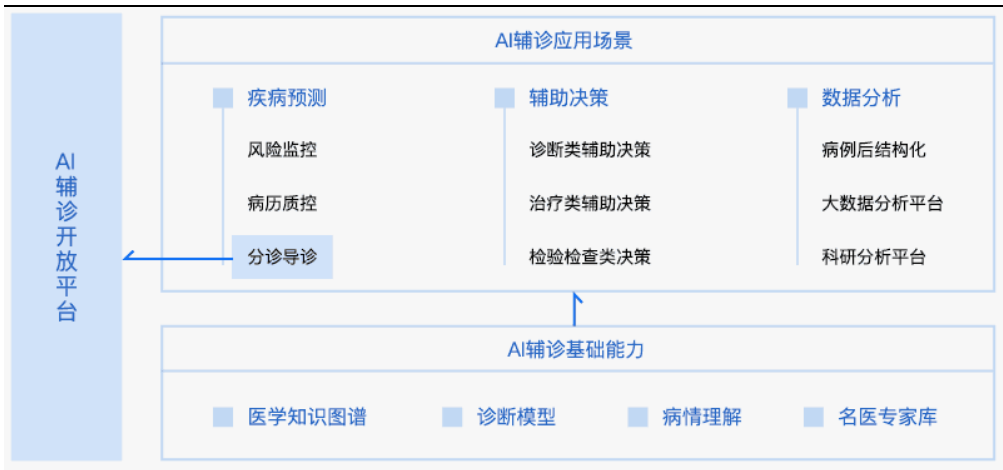 AI辅诊开放平台
AI辅诊应用场景
疾病预测
风险监控
病历质控
分诊导诊
辅助决策
诊断类辅助决策
治疗类辅助决策
检验检查类决策
数据分析
病例后结构化
大数据分析平台
科研分析平台
AI辅诊基础能力
医学知识图谱
诊断模型
病情理解
名医专家库